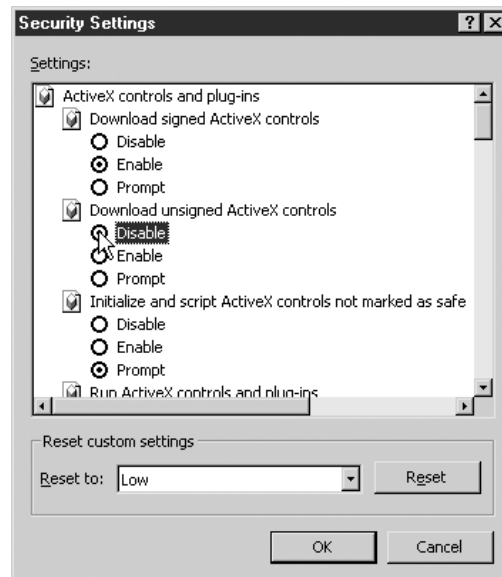 Security Settings
Settings:
ActiveX controls and plug-ins
Download signed ActiveX controls
Disable
Enable
Prompt
Download unsigned ActiveX controls
Disable
Enable
Prompt
Initialize and script ActiveX controls not marked as safe
Disable
Enable
Prompt
Run ActiveX controls and plug-ins
Reset custom settings
Reset to: Low Reset
OK Cancel